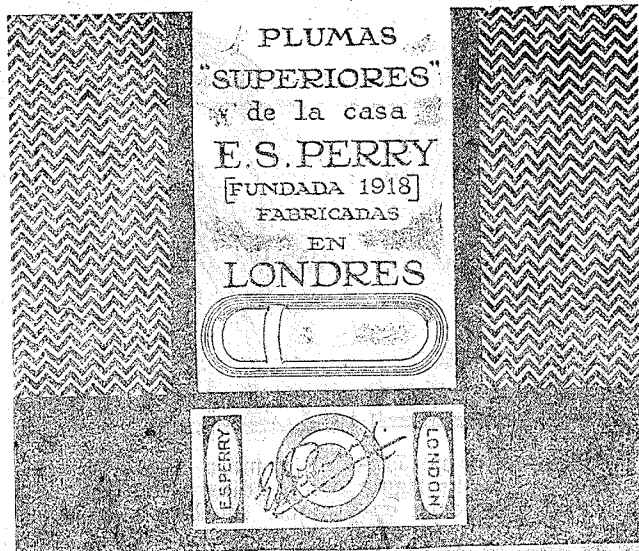 PLUMAS
"SUPERIORES"
de la casa
E.S. PERRY
[FUNDADA 1918]
FABRICADAS
EN
LONDRES
E.S.PERRY
LONDON